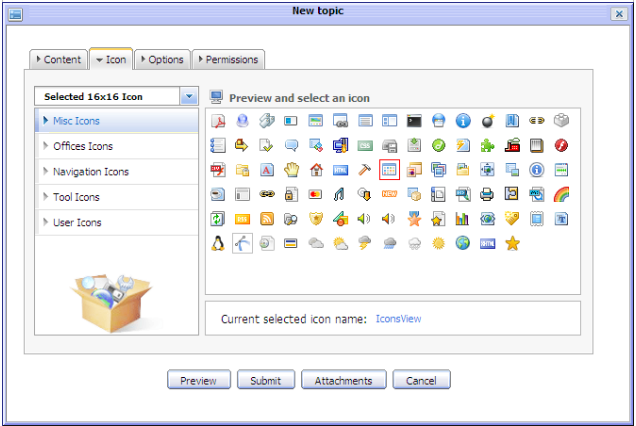 New topic
Content Icon Options Permissions
Selected 16x16 Icon
Preview and select an icon
Misc Icons
Offices Icons
Navigation Icons
Tool Icons
User Icons
Current selected icon name: IconsView
Preview Submit Attachments Cancel